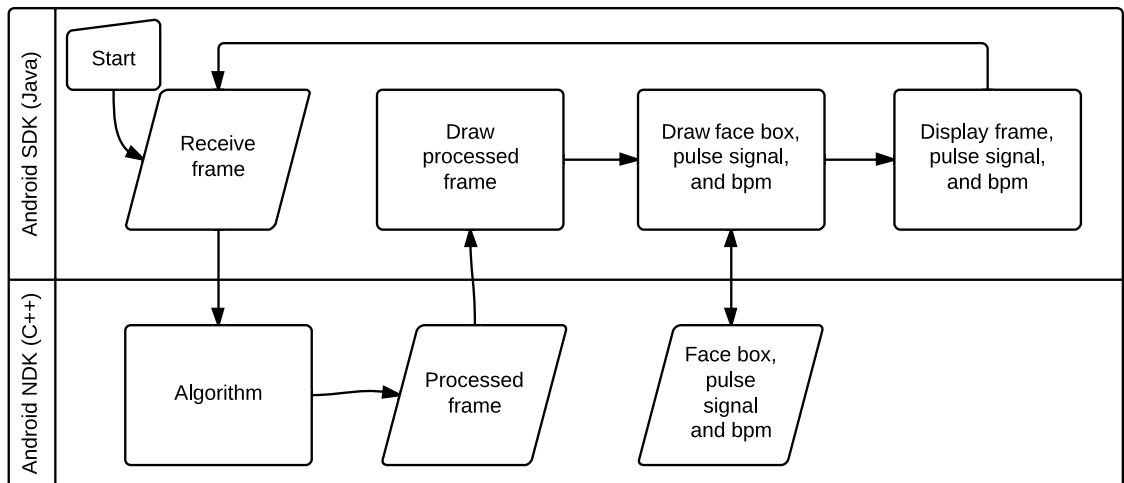 Android SDK (Java)
Start
Receive
frame
Draw
processed
frame
Draw face box,
pulse signal,
and bpm
Display frame,
pulse signal,
and bpm
Android NDK (C++)
Algorithm
Processed
frame
Face box,
pulse
signal
and bpm